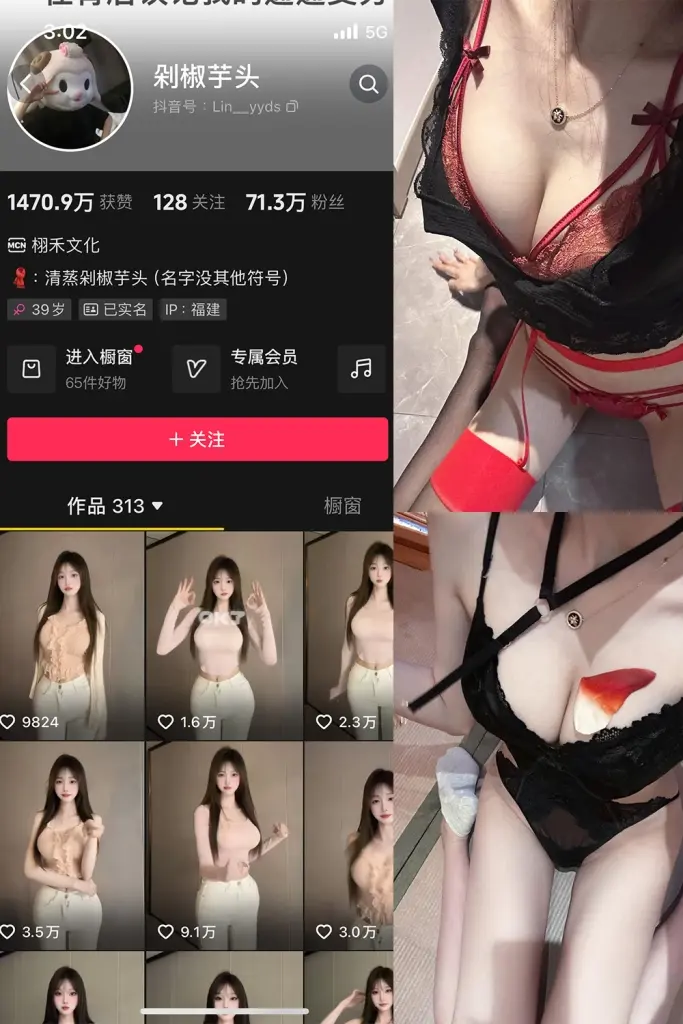 3:02
5G
剁椒芋头
抖音号：Lin__yyds
1470.9万 获赞 128 关注 71.3万 粉丝
MCN 栩禾文化
：清蒸剁椒芋头 (名字没其他符号)
39岁 已实名 IP：福建
进入橱窗
65件好物
专属会员
抢先加入
＋关注
作品 313 ▼
橱窗
9824
1.6万
2.3万
3.5万
9.1万
3.0万